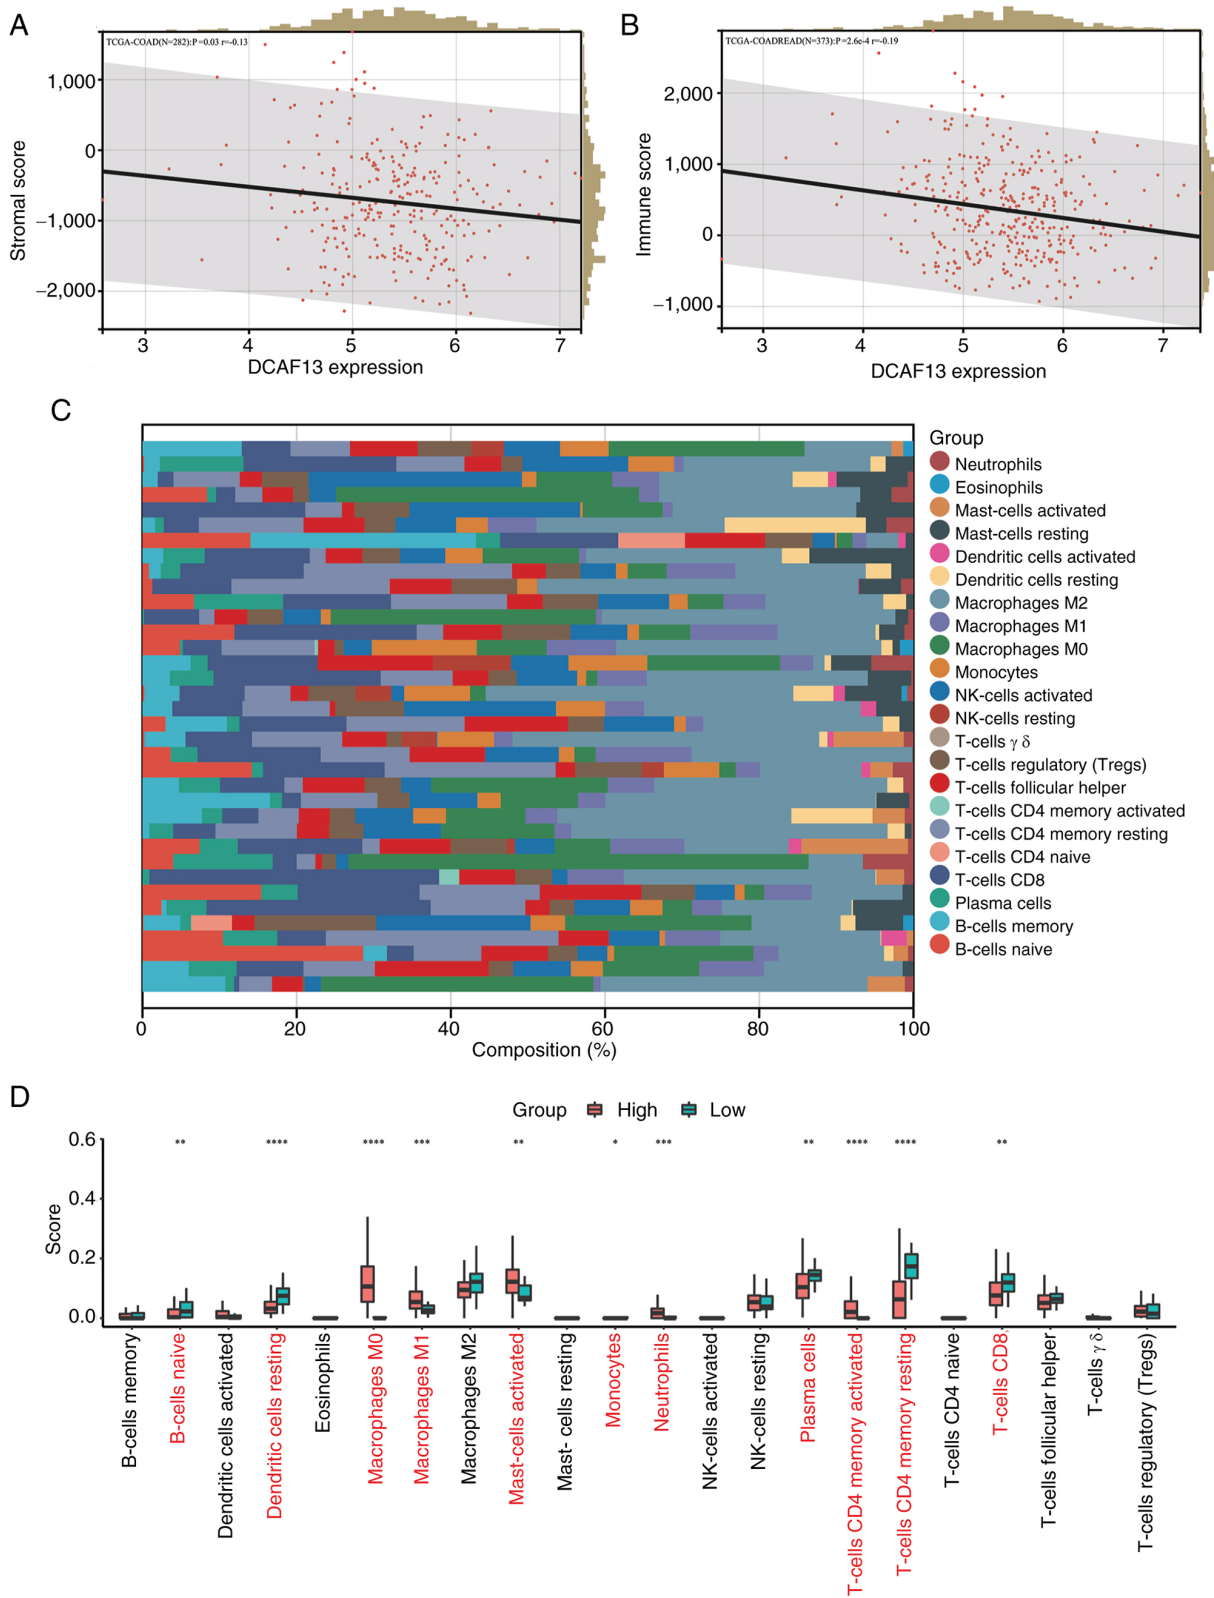 A
B
TCGA-COAD(N=282):P=0.03 r=-0.13
TCGA-COADREAD(N=373):P=2.6e-4 r=-0.19
Stromal score
1,000
0
−1,000
−2,000
3 4 5 6 7
DCAF13 expression
Immune score
2,000
1,000
0
−1,000
3 4 5 6 7
DCAF13 expression
C
Group
Neutrophils
Eosinophils
Mast-cells activated
Mast-cells resting
Dendritic cells activated
Dendritic cells resting
Macrophages M2
Macrophages M1
Macrophages M0
Monocytes
NK-cells activated
NK-cells resting
T-cells γ δ
T-cells regulatory (Tregs)
T-cells follicular helper
T-cells CD4 memory activated
T-cells CD4 memory resting
T-cells CD4 naive
T-cells CD8
Plasma cells
B-cells memory
B-cells naive
0 20 40 60 80 100
Composition (%)
D
Group High Low
** **** **** *** ** * *** ** **** **** **
Score
0.6
0.4
0.2
0.0
B-cells memory
B-cells naive
Dendritic cells activated
Dendritic cells resting
Eosinophils
Macrophages M0
Macrophages M1
Macrophages M2
Mast-cells activated
Mast- cells resting
Monocytes
Neutrophils
NK-cells activated
NK-cells resting
Plasma cells
T-cells CD4 memory activated
T-cells CD4 memory resting
T-cells CD4 naive
T-cells CD8.
T-cells follicular helper
T-cells γ δ
T-cells regulatory (Tregs)